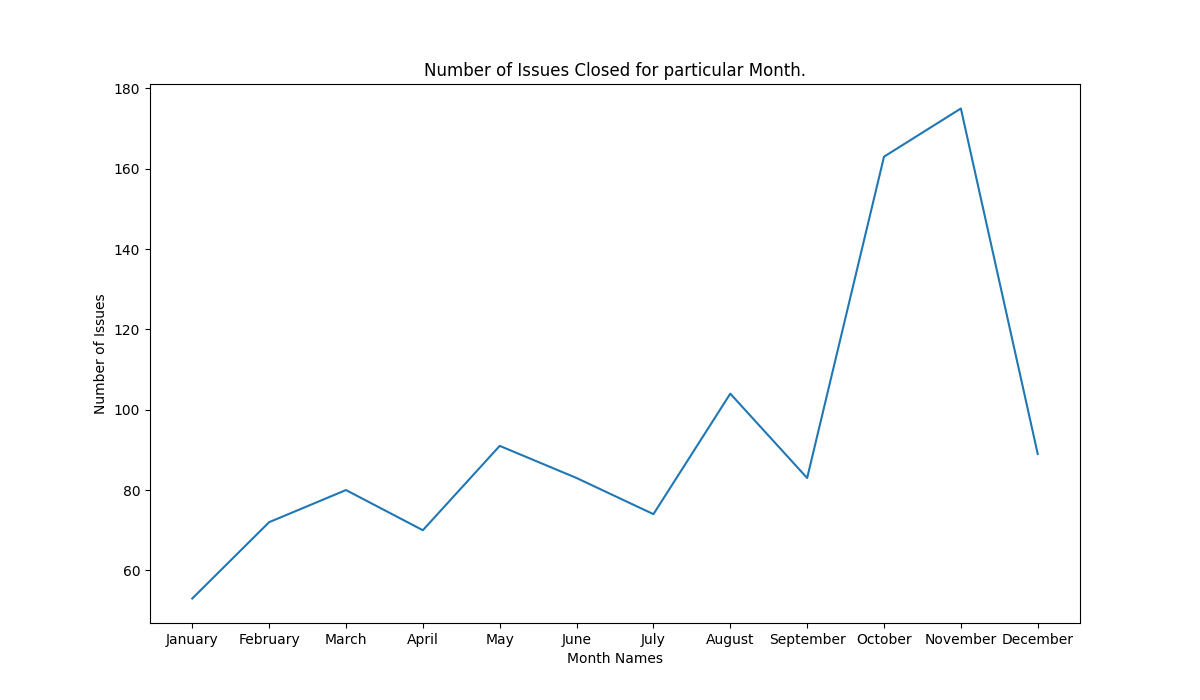 Number of Issues Closed for particular Month.
180
160
140
120
100
80
60
Number of Issues
January February March April May June July August September October November December
Month Names